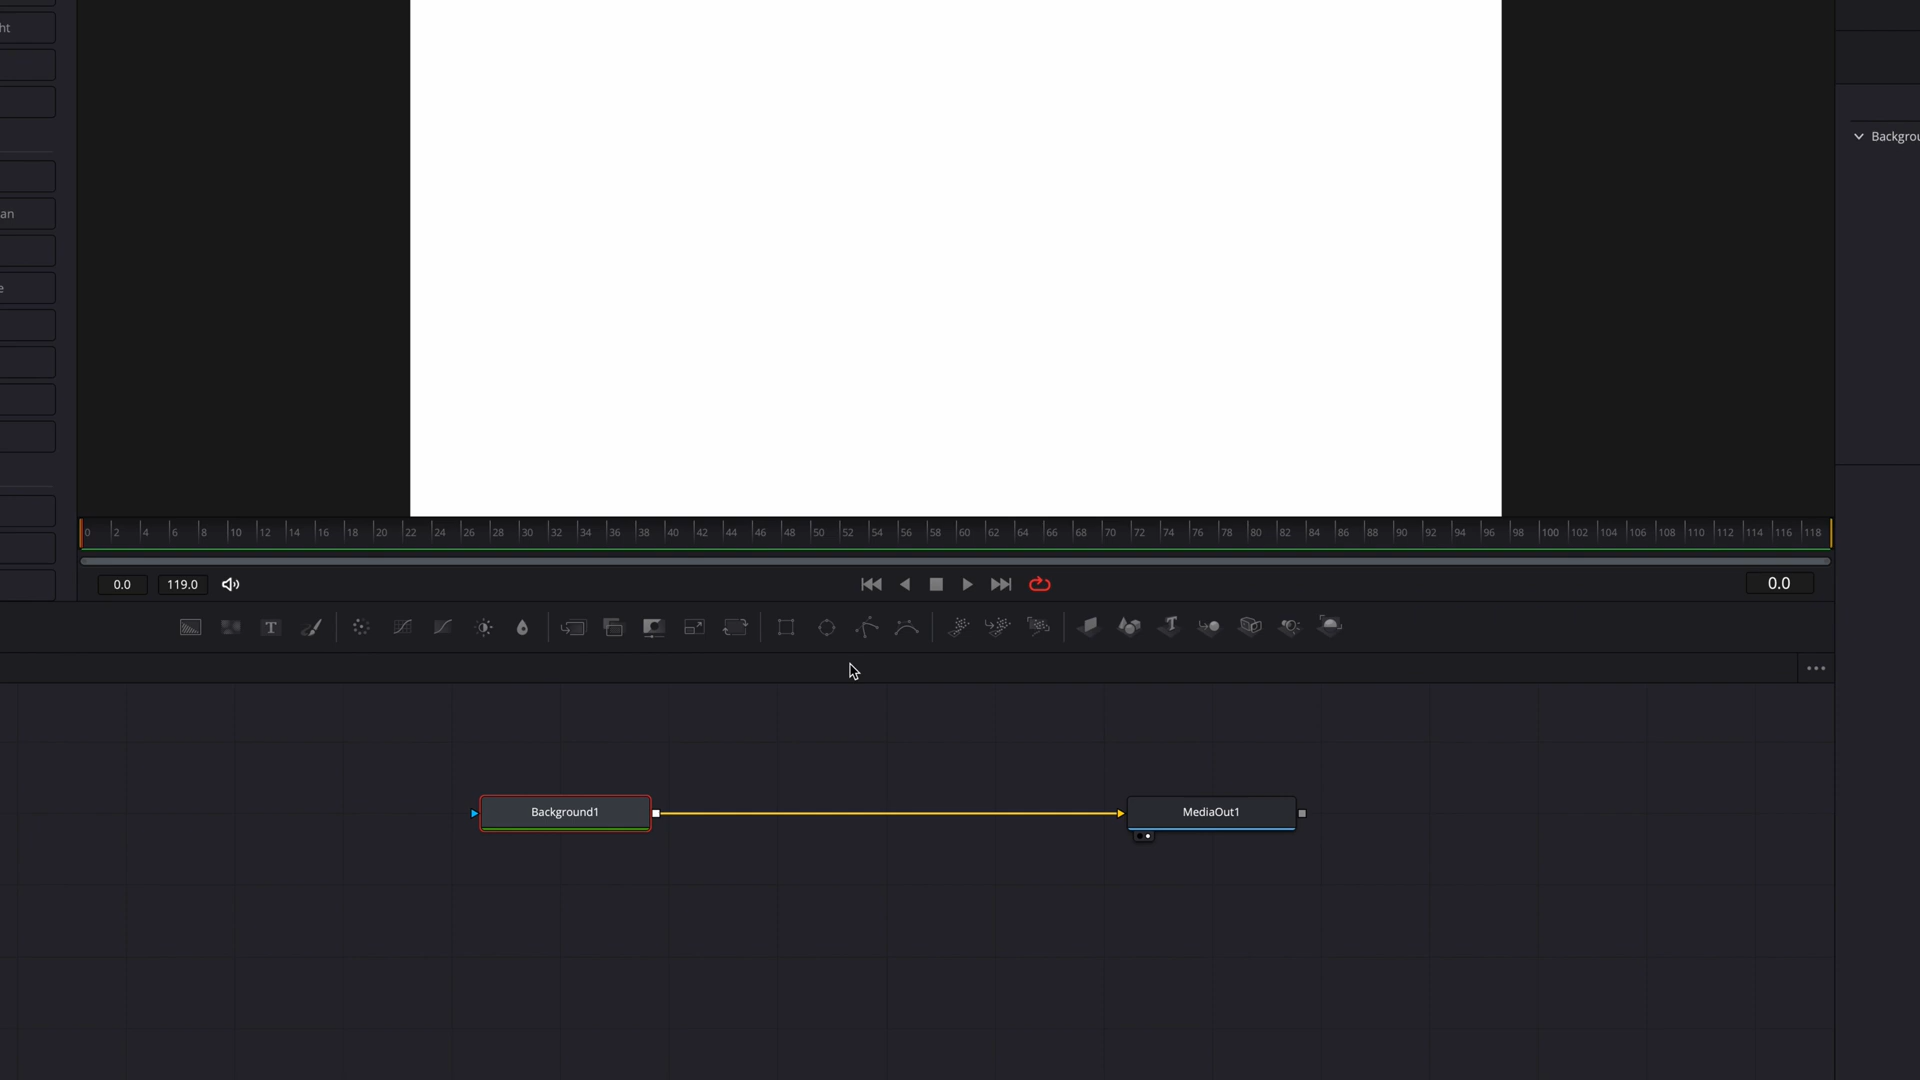 ht
an
e
Backgrou
0 2 4 6 8 10 12 14 16 18 20 22 24 26 28 30 32 34 36 38 40 42 44 46 48 50 52 54 56 58 60 62 64 66 68 70 72 74 76 78 80 82 84 86 88 90 92 94 96 98 100 102 104 106 108 110 112 114 116 118
0.0 119.0 0.0
T T
Background1 MediaOut1